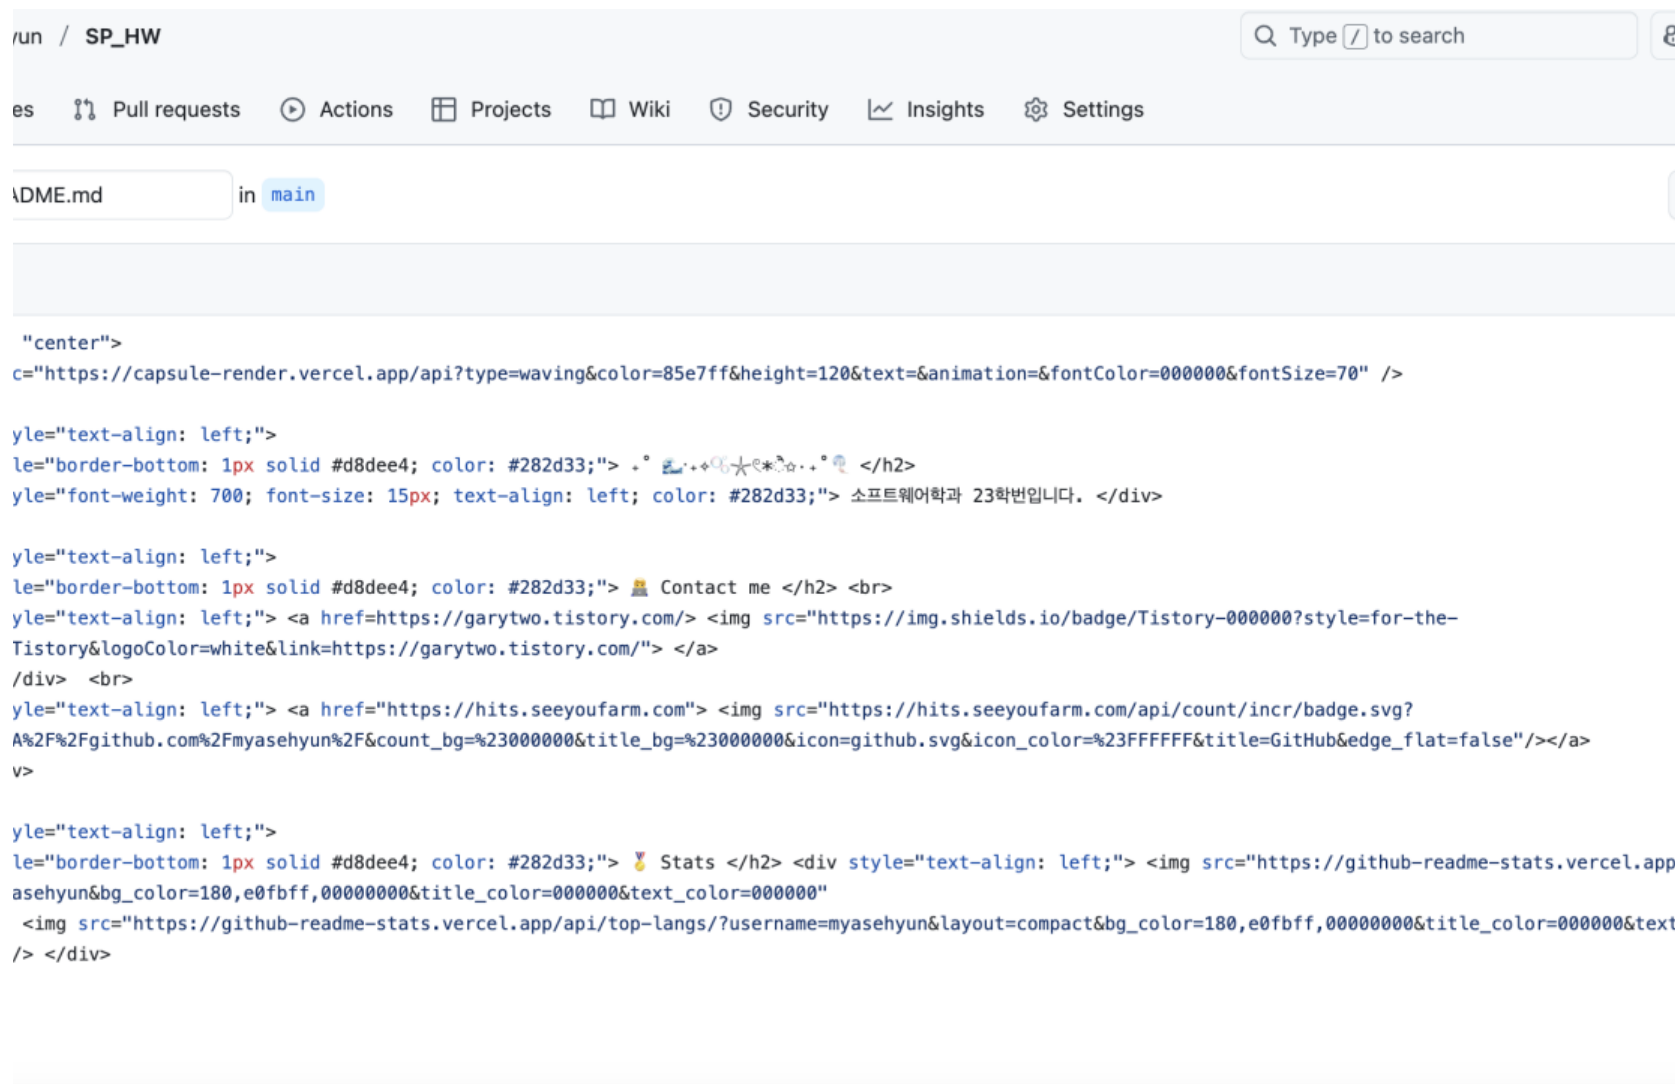 yun / SP_HW
Type / to search
es Pull requests Actions Projects Wiki Security Insights Settings
ADME.md in main
"center">
c="https://capsule-render.vercel.app/api?type=waving&color=85e7ff&height=120&text=&animation=&fontColor=000000&fontSize=70" />
yle="text-align: left;">
le="border-bottom: 1px solid #d8dee4; color: #282d33;"> ₊˚ 🌊‧₊✧🫧⚝𓇼*ੈ✩‧₊˚🪼 </h2>
yle="font-weight: 700; font-size: 15px; text-align: left; color: #282d33;"> 소프트웨어학과 23학번입니다. </div>
yle="text-align: left;">
le="border-bottom: 1px solid #d8dee4; color: #282d33;"> 🧑‍💻 Contact me </h2> <br>
yle="text-align: left;"> <a href=https://garytwo.tistory.com/> <img src="https://img.shields.io/badge/Tistory-000000?style=for-the-
Tistory&logoColor=white&link=https://garytwo.tistory.com/"> </a>
/div>  <br>
yle="text-align: left;"> <a href="https://hits.seeyoufarm.com"> <img src="https://hits.seeyoufarm.com/api/count/incr/badge.svg?
A%2F%2Fgithub.com%2Fmyasehyun%2F&count_bg=%23000000&title_bg=%23000000&icon=github.svg&icon_color=%23FFFFFF&title=GitHub&edge_flat=false"/></a>
v>
yle="text-align: left;">
le="border-bottom: 1px solid #d8dee4; color: #282d33;"> 🏅 Stats </h2> <div style="text-align: left;"> <img src="https://github-readme-stats.vercel.app
asehyun&bg_color=180,e0fbff,00000000&title_color=000000&text_color=000000"
<img src="https://github-readme-stats.vercel.app/api/top-langs/?username=myasehyun&layout=compact&bg_color=180,e0fbff,00000000&title_color=000000&text
/> </div>